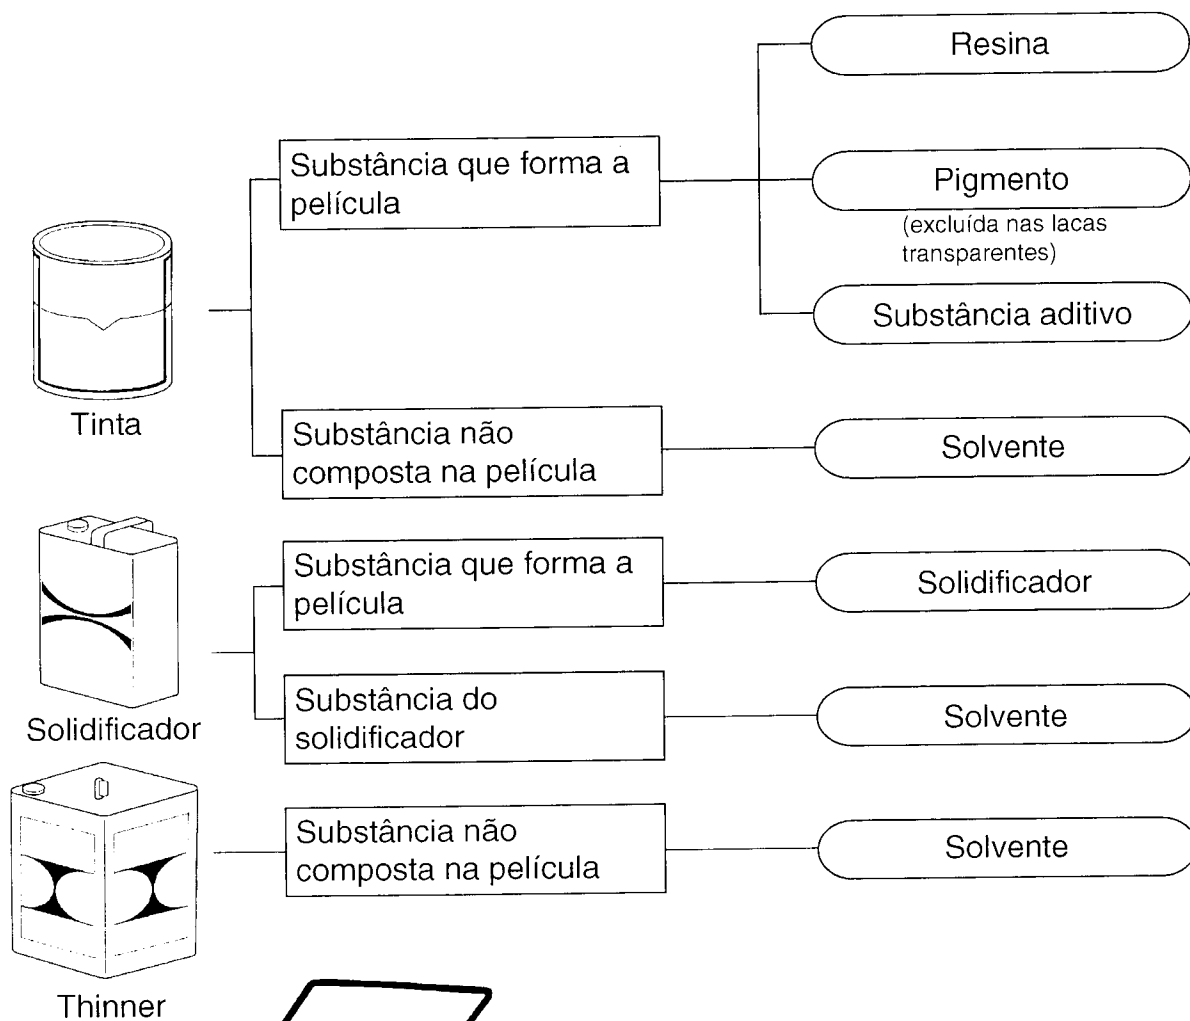 Resina
Substância que forma a
película
Pigmento
(excluída nas lacas
transparentes)
Substância aditivo
Tinta
Substância não
composta na película
Solvente
Substância que forma a
película
Solidificador
Substância do
solidificador
Solvente
Solidificador
Substância não
composta na película
Solvente
Thinner